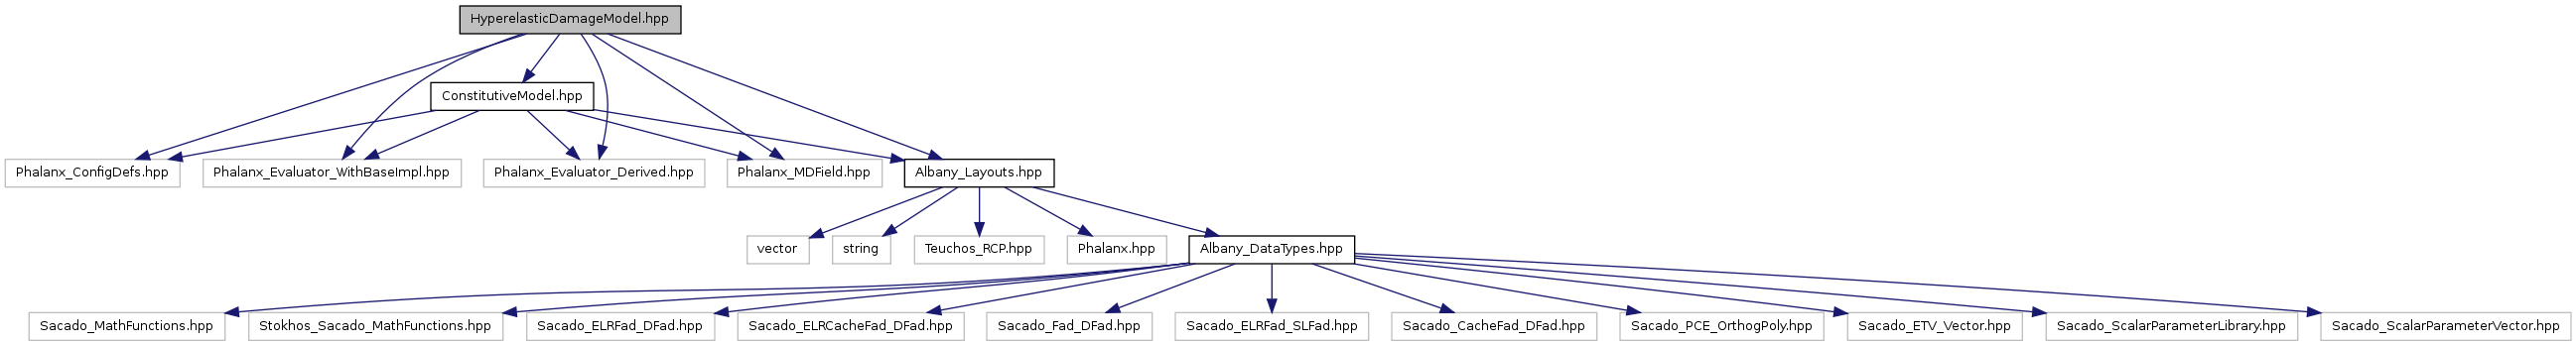 HyperelasticDamageModel.hpp
ConstitutiveModel.hpp
Phalanx_ConfigDefs.hpp
Phalanx_Evaluator_WithBaseImpl.hpp
Phalanx_Evaluator_Derived.hpp
Phalanx_MDField.hpp
Albany_Layouts.hpp
vector
string
Teuchos_RCP.hpp
Phalanx.hpp
Albany_DataTypes.hpp
Sacado_MathFunctions.hpp
Stokhos_Sacado_MathFunctions.hpp
Sacado_ELRFad_DFad.hpp
Sacado_ELRCacheFad_DFad.hpp
Sacado_Fad_DFad.hpp
Sacado_ELRFad_SLFad.hpp
Sacado_CacheFad_DFad.hpp
Sacado_PCE_OrthogPoly.hpp
Sacado_ETV_Vector.hpp
Sacado_ScalarParameterLibrary.hpp
Sacado_ScalarParameterVector.hpp